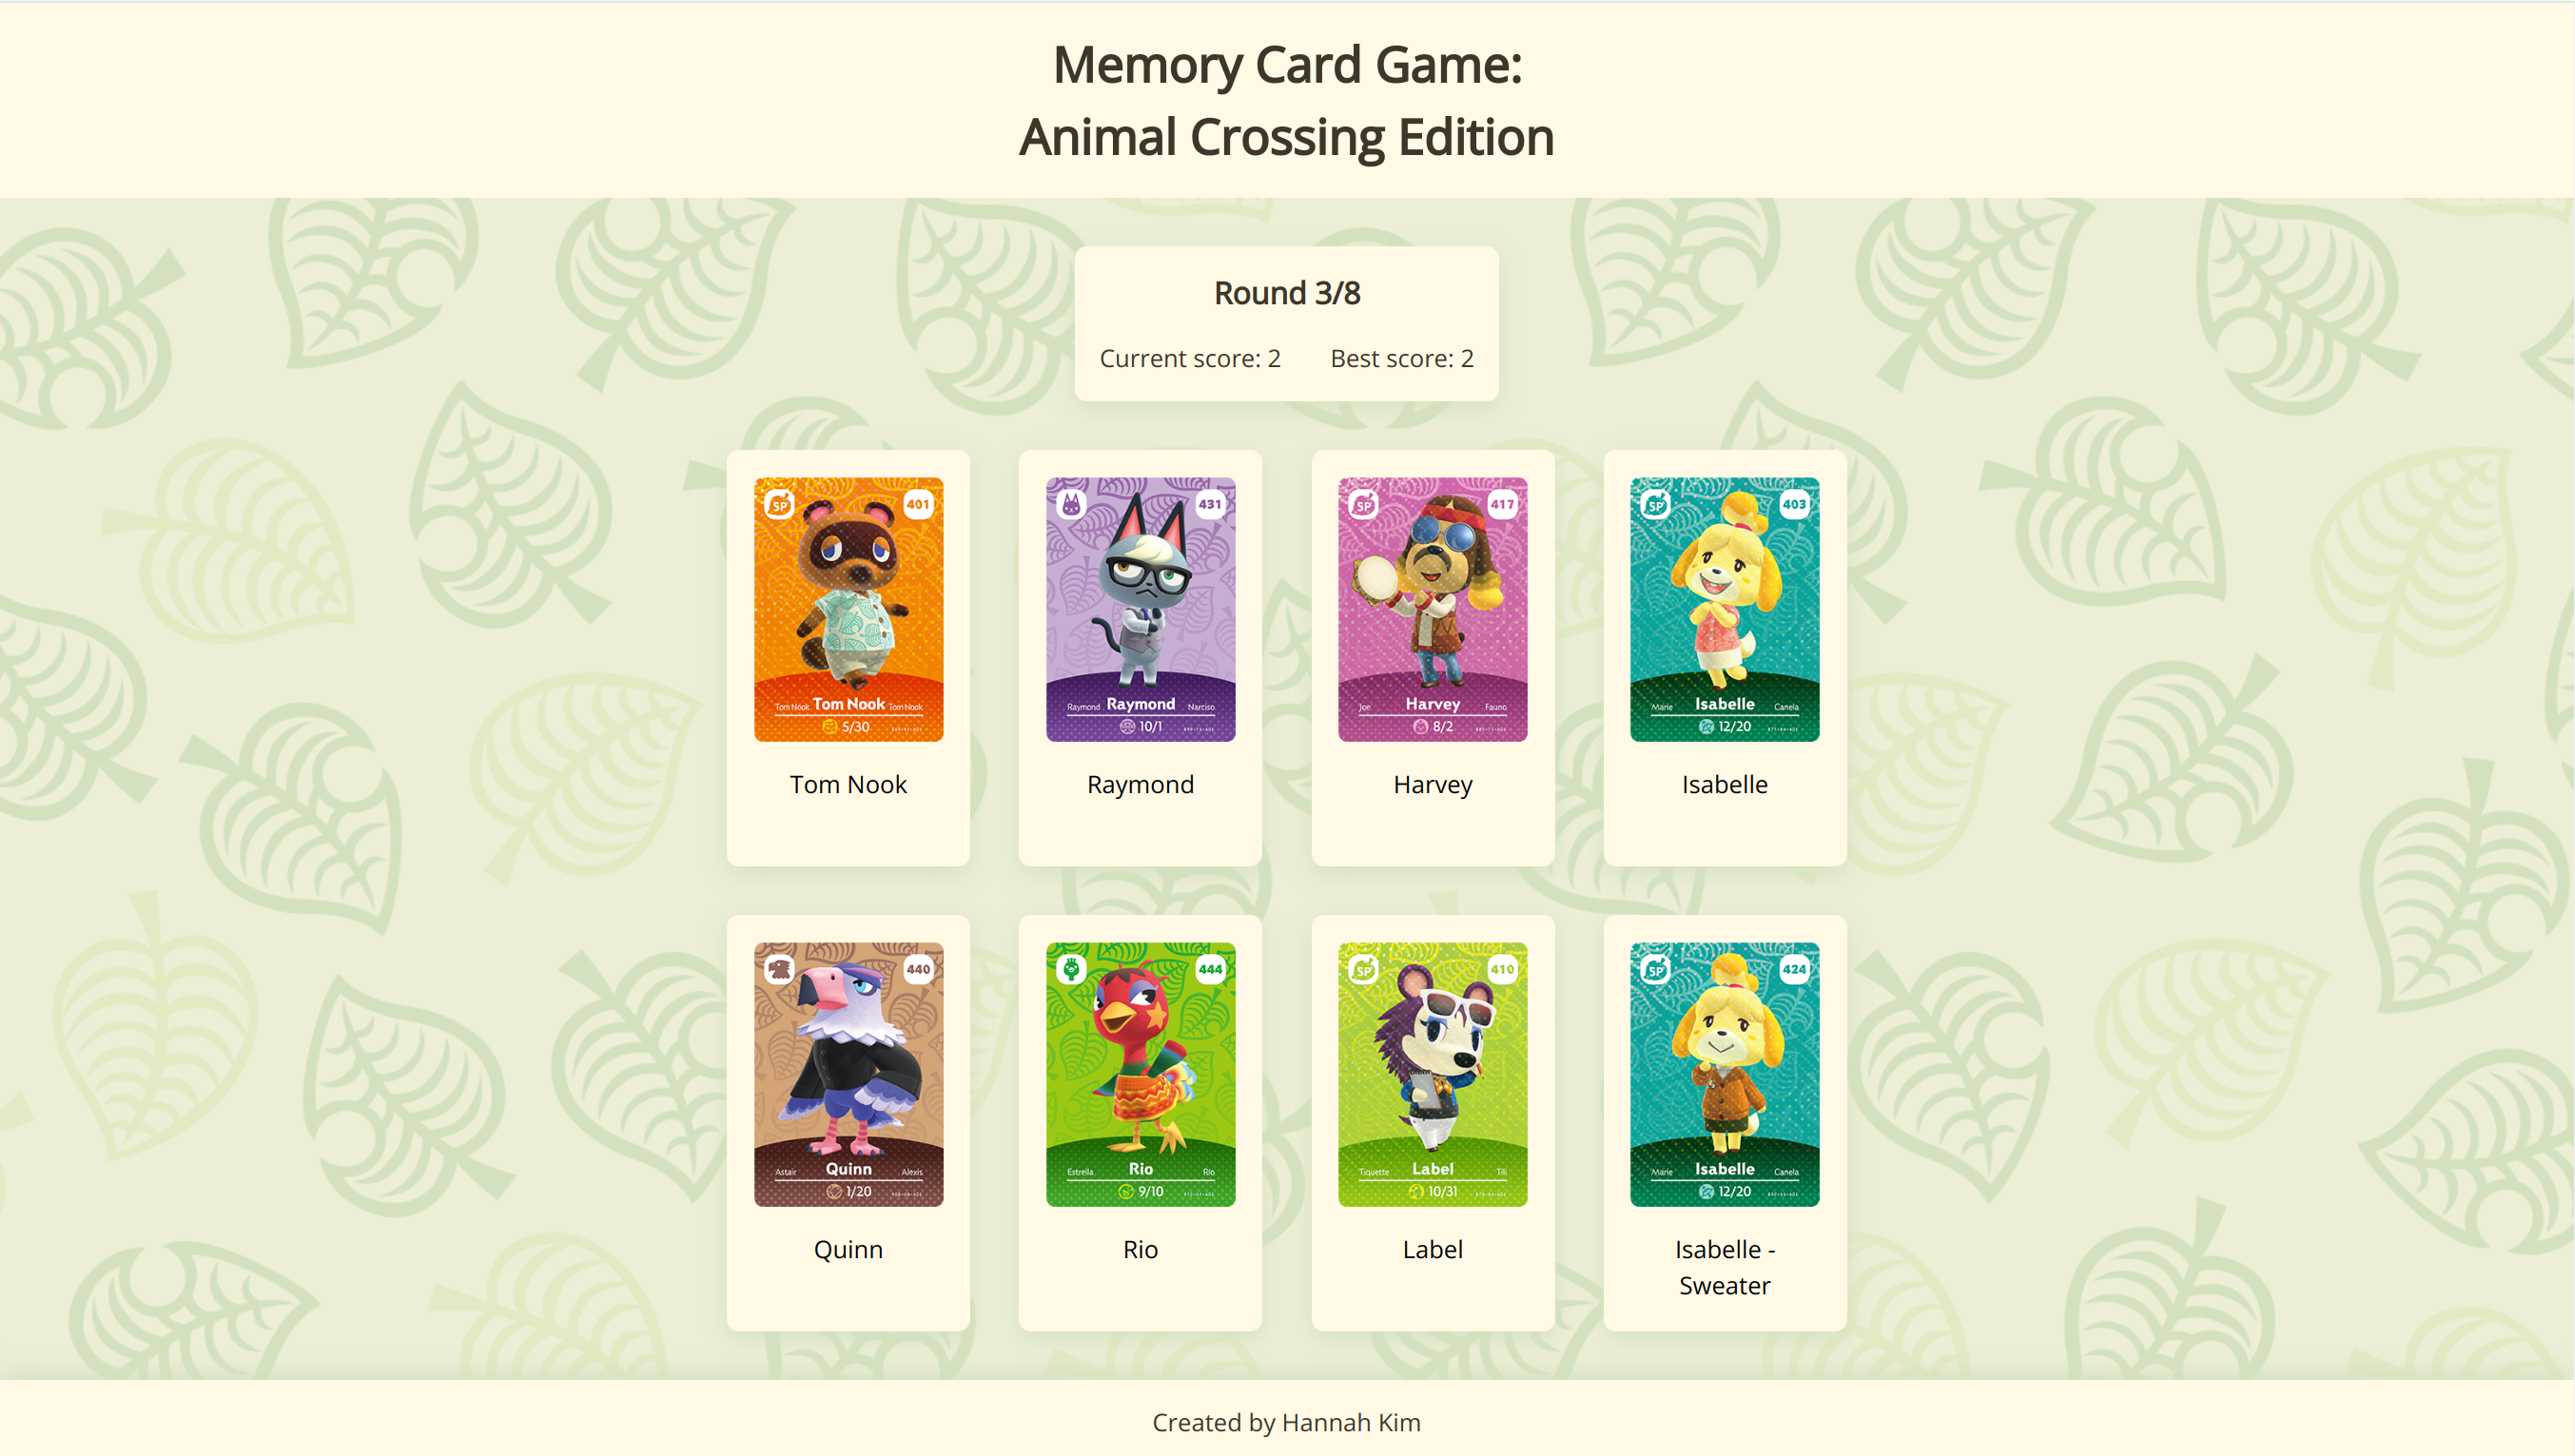 Memory Card Game:
Animal Crossing Edition
Round 3/8
Current score: 2 Best score: 2
SP 401
Tom Nook Tom Nook Tom Nook
5/30
Tom Nook
431
Raymond Raymond Narciso
10/1
Raymond
SP 417
Joe Harvey Fauno
8/2
Harvey
SP 403
Marie Isabelle Canela
12/20
Isabelle
440
Astair Quinn Alexis
1/20
Quinn
444
Estrella Rio Río
9/10
Rio
SP 410
Tiquette Label Tili
10/31
Label
SP 424
Marie Isabelle Canela
12/20
Isabelle -
Sweater
Created by Hannah Kim